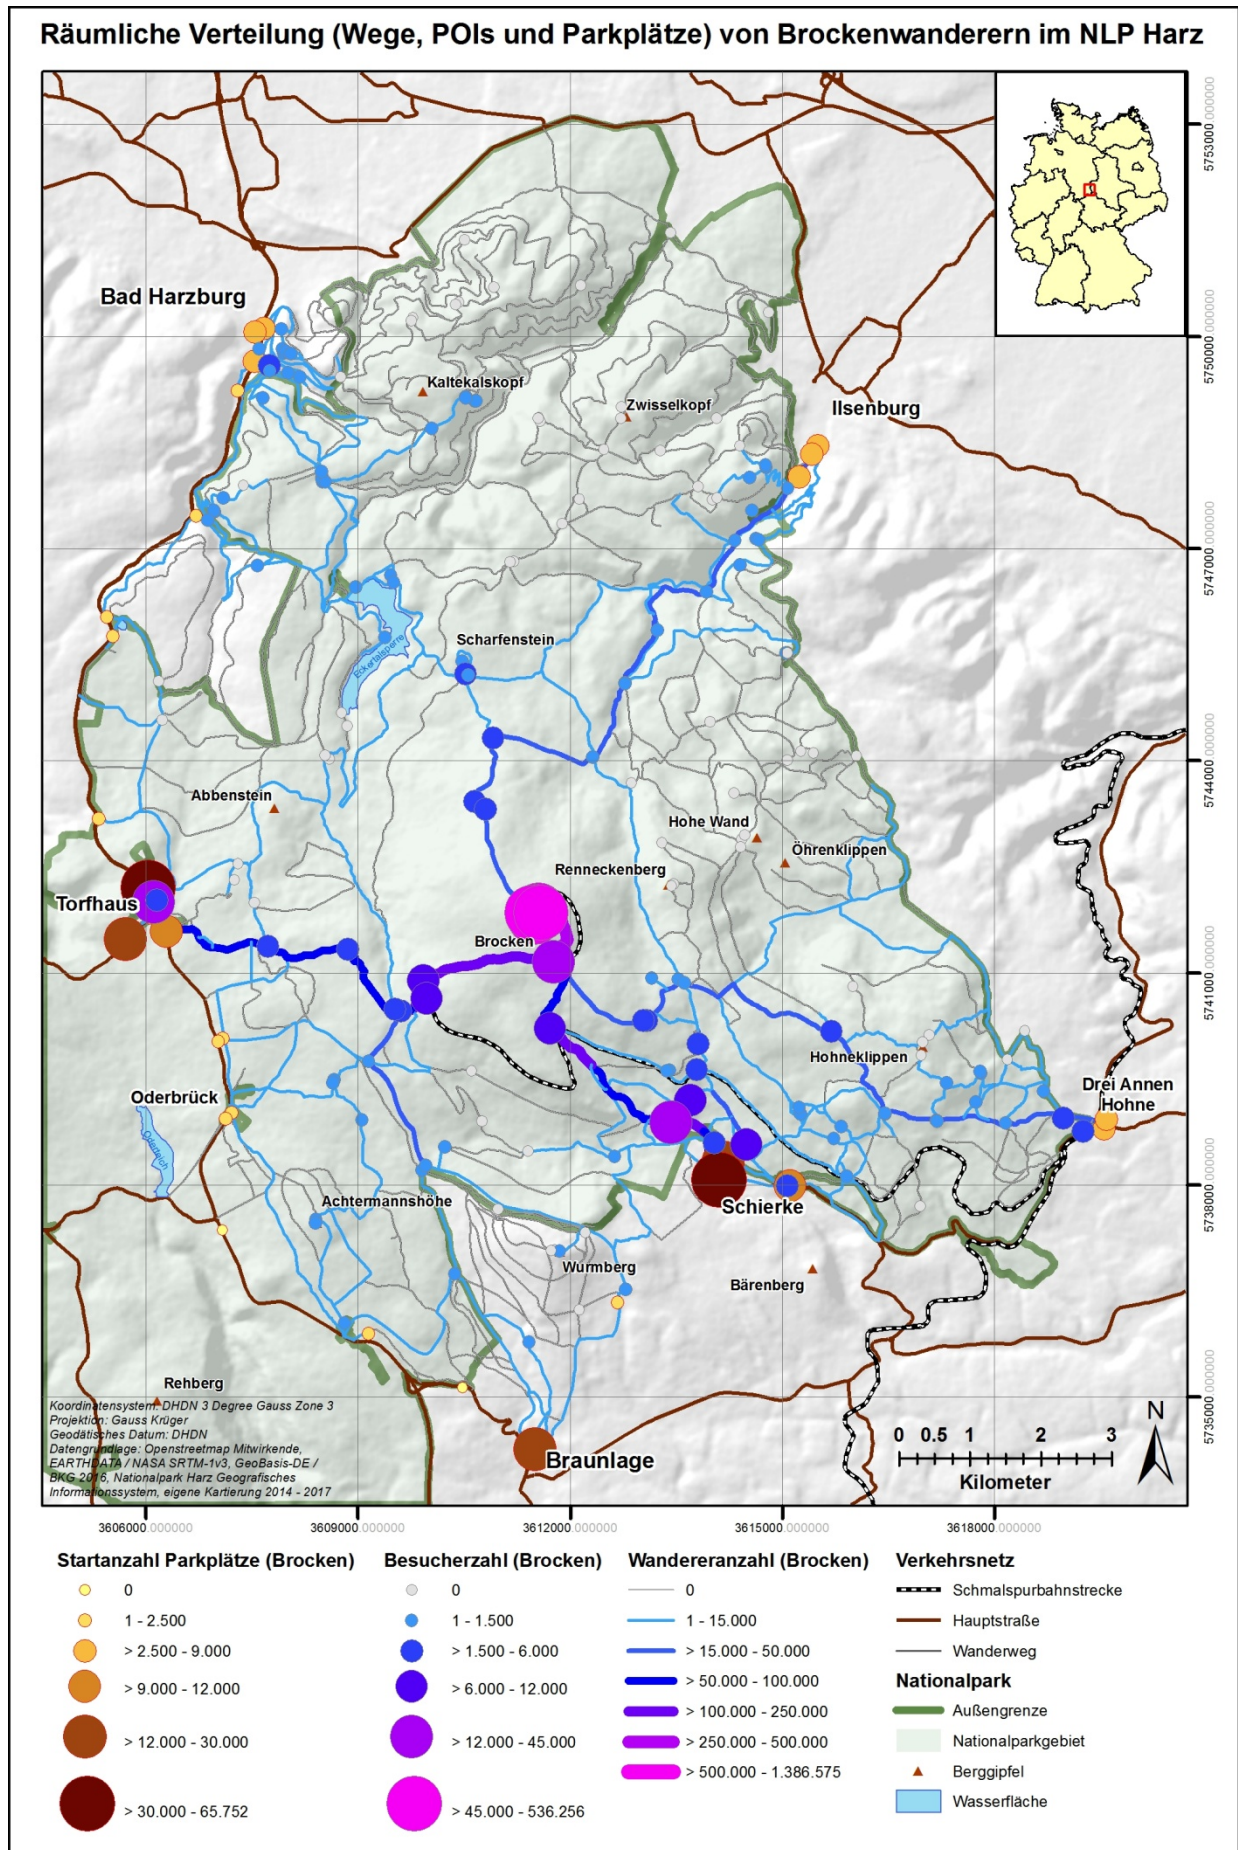 Räumliche Verteilung (Wege, POIs und Parkplätze) von Brockenwanderern im NLP Harz
5753000.000000
Bad Harzburg
5750000.000000
Kaltekalskopf
Zwisselkopf
Ilsenburg
5747000.000000
Scharfenstein
Eckertalsperre
5744000.000000
Abbenstein
Hohe Wand
Öhrenklippen
Renneckenberg
Torfhaus
Brocken
5741000.000000
Hohneklippen
Drei Annen
Hohne
Oderbrück
Oderteich
5738000.000000
Achtermannshöhe
Schierke
Wurmberg
Bärenberg
Rehberg
5735000.000000
Koordinatensystem: DHDN 3 Degree Gauss Zone 3
Projektion: Gauss Krüger
Geodätisches Datum: DHDN
Datengrundlage: Openstreetmap Mitwirkende,
EARTHDATA / NASA SRTM-1v3, GeoBasis-DE /
BKG 2016, Nationalpark Harz Geografisches
Informationssystem, eigene Kartierung 2014 - 2017
Braunlage
N
0 0.5 1 2 3
Kilometer
3606000.000000 3609000.000000 3612000.000000 3615000.000000 3618000.000000
Startanzahl Parkplätze (Brocken)
0
1 - 2.500
> 2.500 - 9.000
> 9.000 - 12.000
> 12.000 - 30.000
> 30.000 - 65.752
Besucherzahl (Brocken)
0
1 - 1.500
> 1.500 - 6.000
> 6.000 - 12.000
> 12.000 - 45.000
> 45.000 - 536.256
Wandereranzahl (Brocken)
0
1 - 15.000
> 15.000 - 50.000
> 50.000 - 100.000
> 100.000 - 250.000
> 250.000 - 500.000
> 500.000 - 1.386.575
Verkehrsnetz
Schmalspurbahnstrecke
Hauptstraße
Wanderweg
Nationalpark
Außengrenze
Nationalparkgebiet
Berggipfel
Wasserfläche